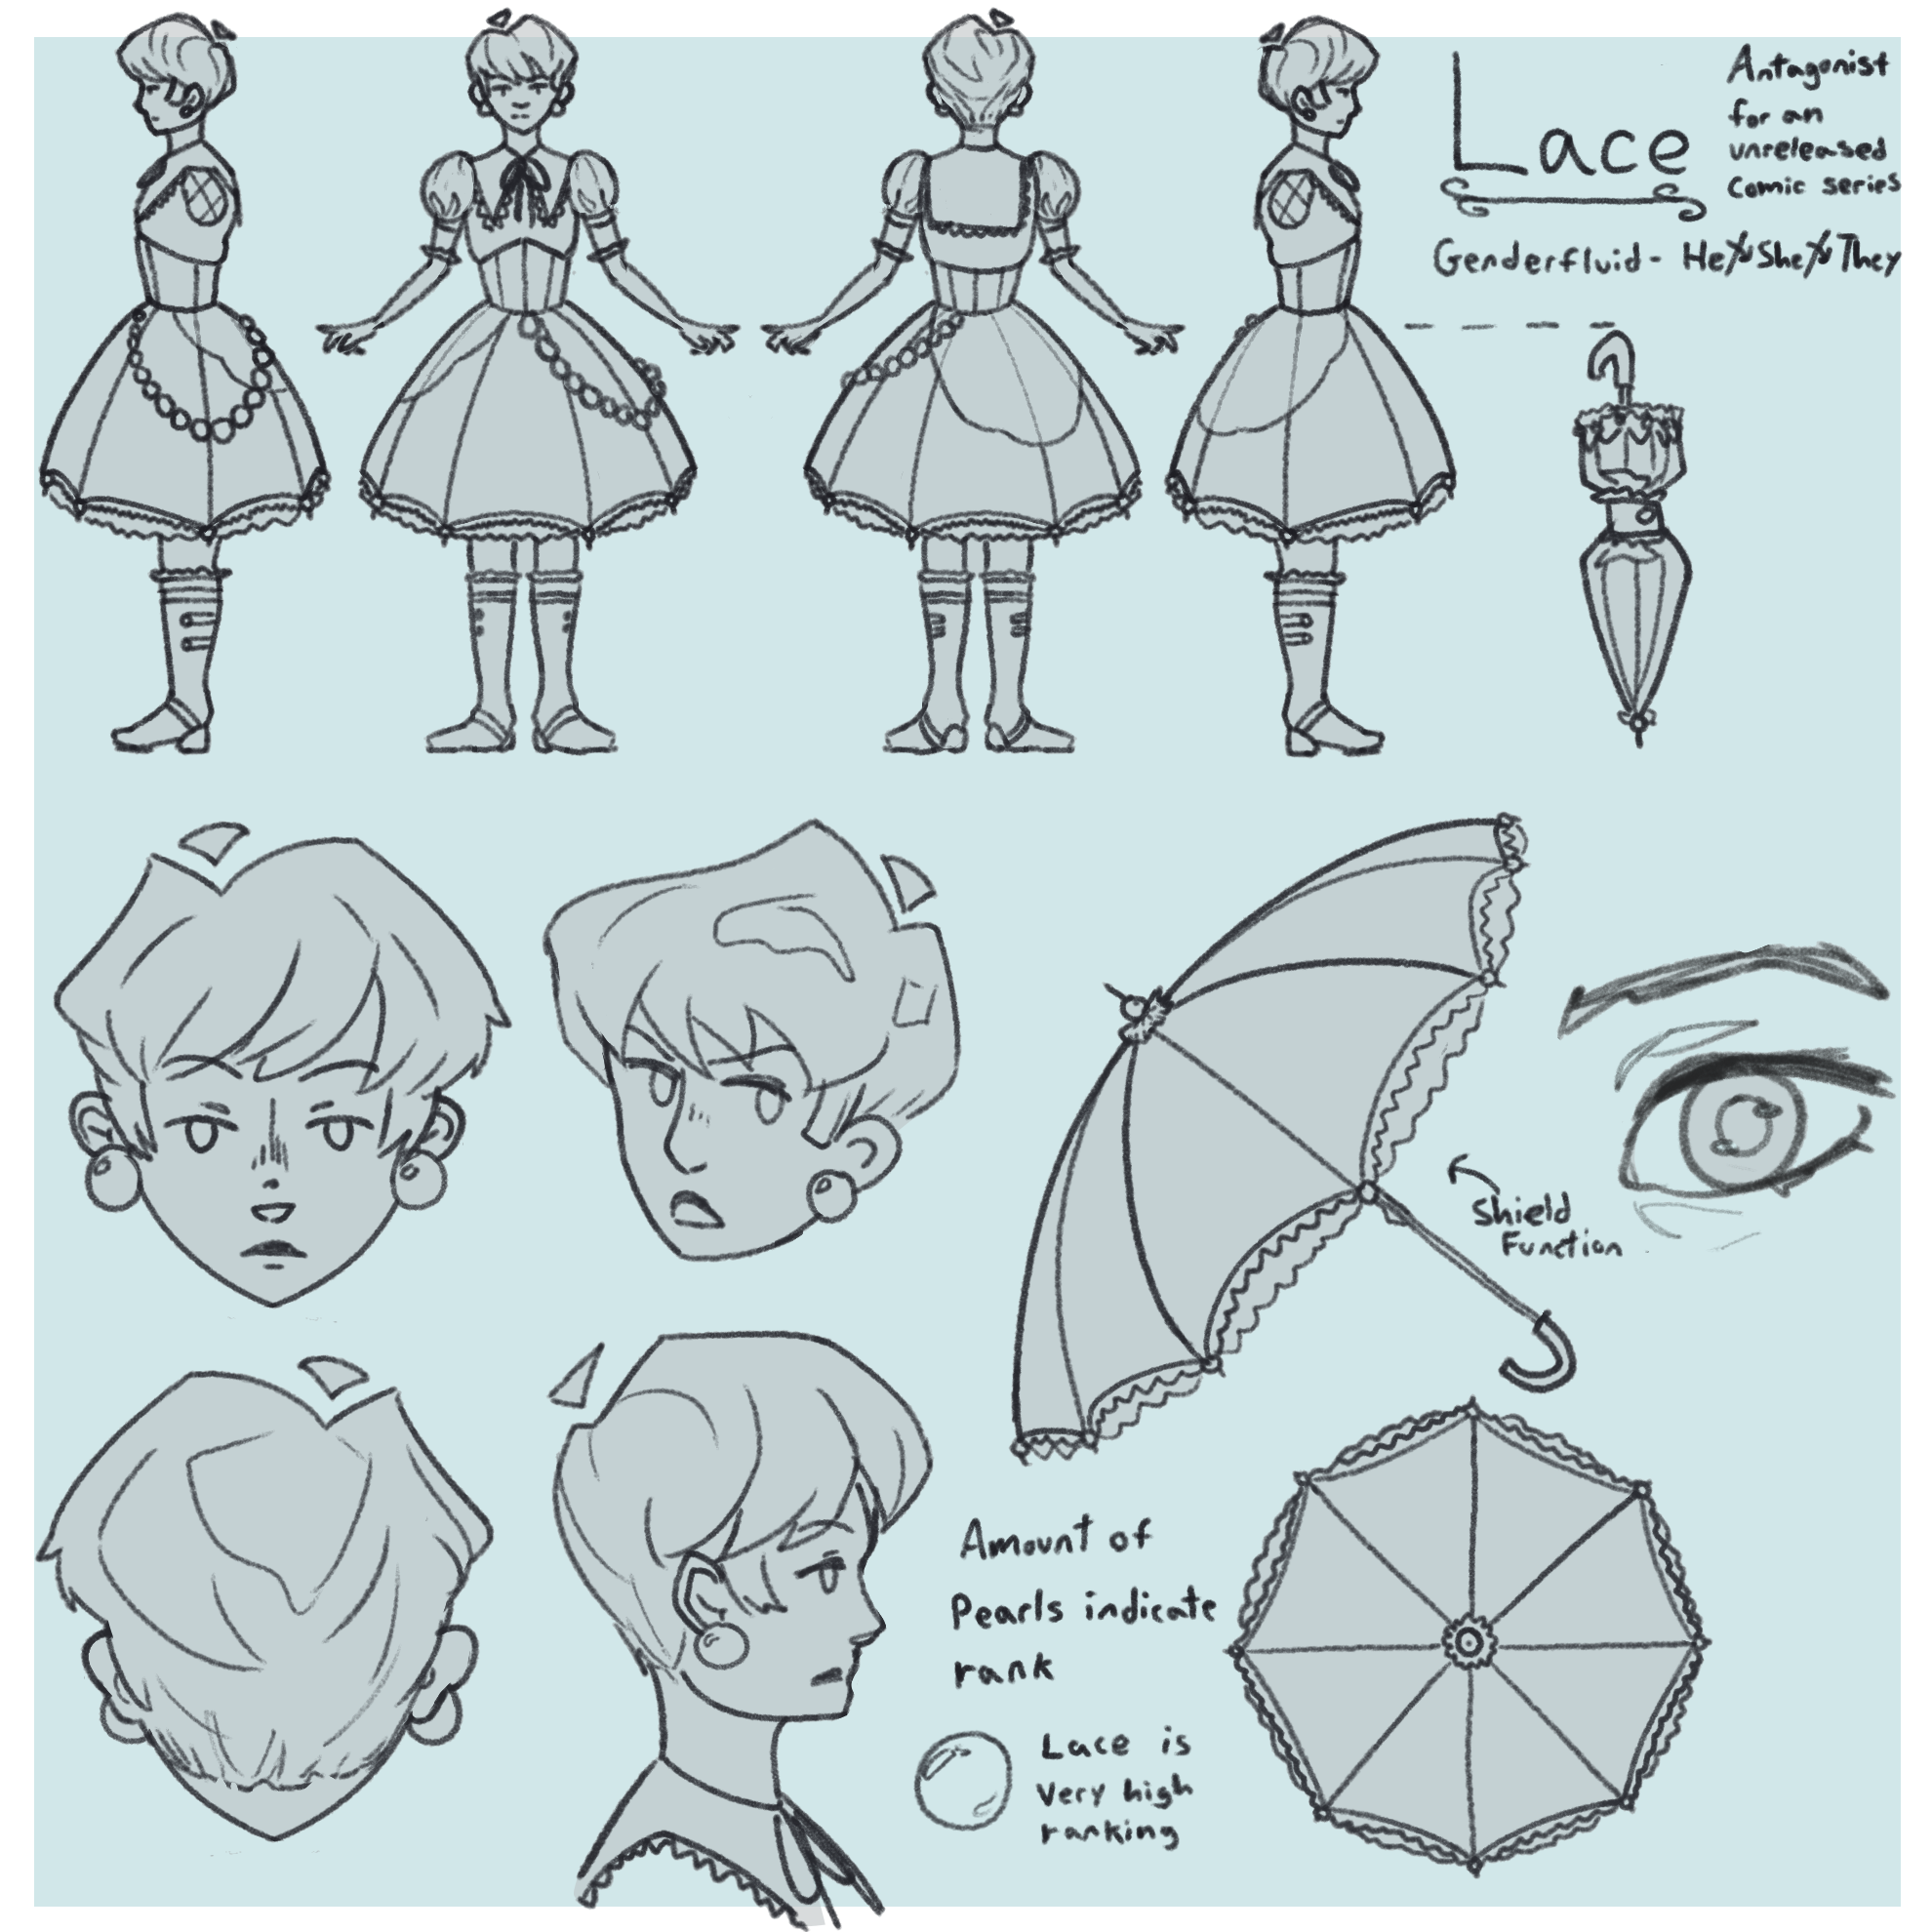 Lace
Antagonist
for an
unreleased
Comic series
Genderfluid - He/She/They
Shield
Function
Amount of
Pearls indicate
rank
Lace is
very high
ranking